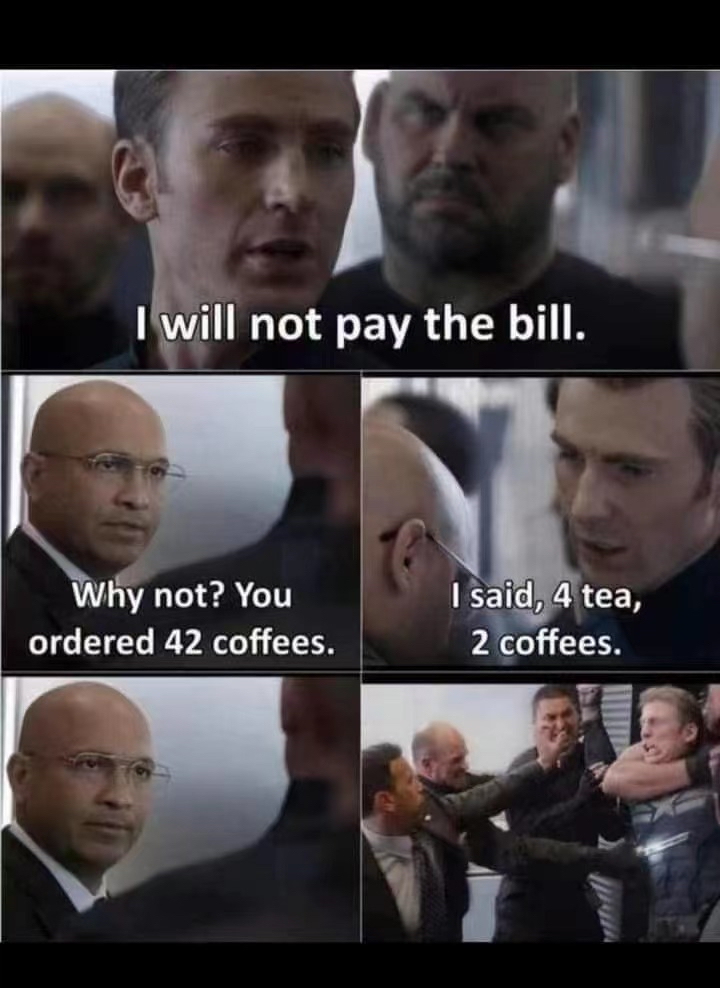 I will not pay the bill.
Why not? You
ordered 42 coffees.
I said, 4 tea,
2 coffees.